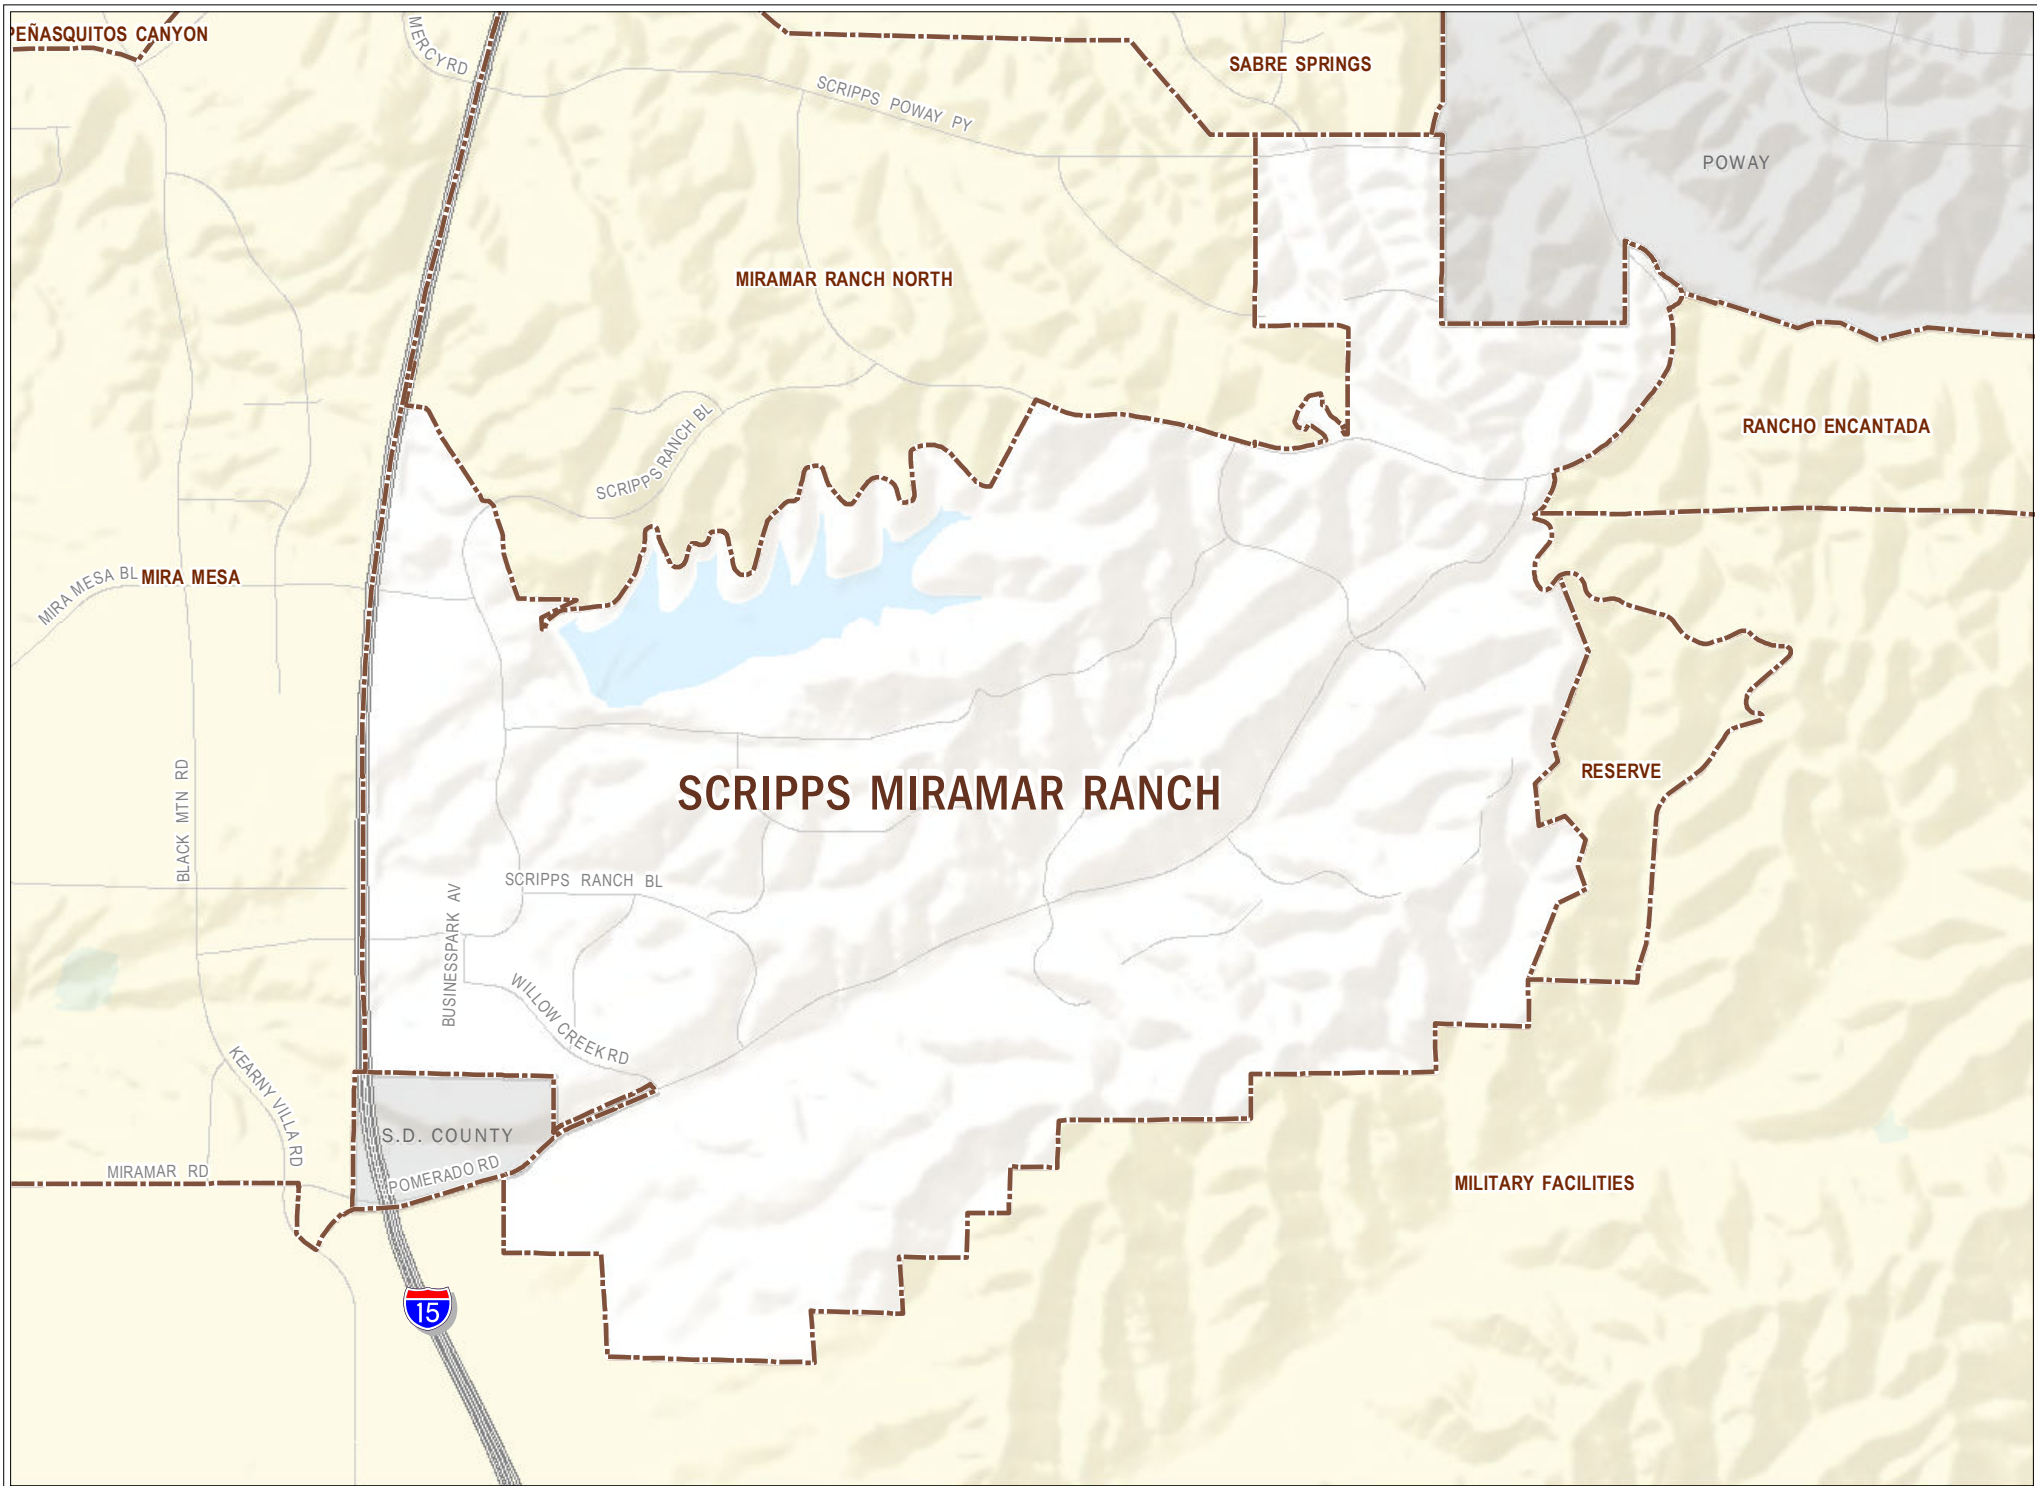 PEÑASQUITOS CANYON
MERCY RD
SABRE SPRINGS
SCRIPPS POWAY PY
POWAY
MIRAMAR RANCH NORTH
SCRIPPS RANCH BL
RANCHO ENCANTADA
MIRA MESA BL
MIRA MESA
RESERVE
SCRIPPS MIRAMAR RANCH
BLACK MTN RD
SCRIPPS RANCH BL
BUSINESSPARK AV
WILLOW CREEK RD
KEARNY VILLA RD
S.D. COUNTY
MIRAMAR RD
POMERADO RD
MILITARY FACILITIES
15